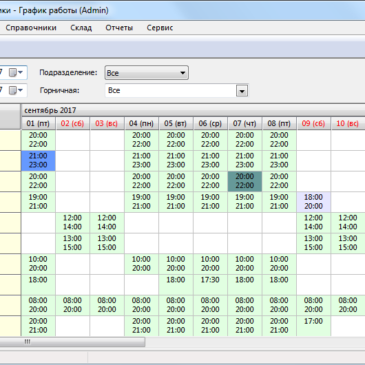 ки - График работы (Admin)
Справочники Склад Отчеты Сервис
7 Подразделение: Все
7 Горничная: Все
сентябрь 2017
01 (пт) 02 (сб) 03 (вс) 04 (пн) 05 (вт) 06 (ср) 07 (чт) 08 (пт) 09 (сб) 10 (вс)
20:00 20:00 20:00 20:00 20:00 20:00
22:00 22:00 22:00 22:00 22:00 22:00
21:00 21:00 21:00 21:00 21:00 21:00
23:00 23:00 23:00 23:00 23:00 23:00
20:00 20:00 20:00 20:00 20:00 20:00
22:00 22:00 22:00 22:00 22:00 22:00
19:00 19:00 19:00 19:00 19:00 19:00 18:00
21:00 21:00 21:00 21:00 21:00 21:00 20:00
12:00 12:00 12:00 12:00
14:00 14:00 14:00 14:00
13:00 13:00 13:00 13:00
15:00 15:00 15:00 15:00
10:00 10:00 10:00 10:00 10:00 10:00
20:00 20:00 20:00 20:00 20:00 20:00
18:00 18:00 17:30 18:00 18:00
08:00 08:00 08:00 08:00 08:00 08:00 08:00 08:00 08:00 08:00
20:00 20:00 20:00 20:00 20:00 20:00 20:00 20:00 20:00 20:00
20:00 20:00 20:00 20:00 20:00 20:00 17:00
21:00 21:00 21:00 21:00 21:00 21:00